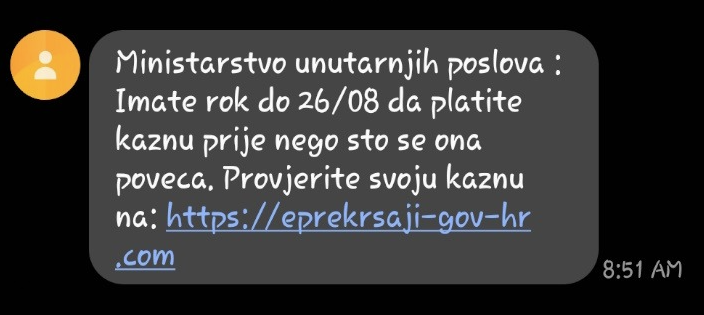 Ministarstvo unutarnjih poslova :
Imate rok do 26/08 da platite
kaznu prije nego sto se ona
poveca. Provjerite svoju kaznu
na: https://eprekrsaji-gov-hr
.com
8:51 AM